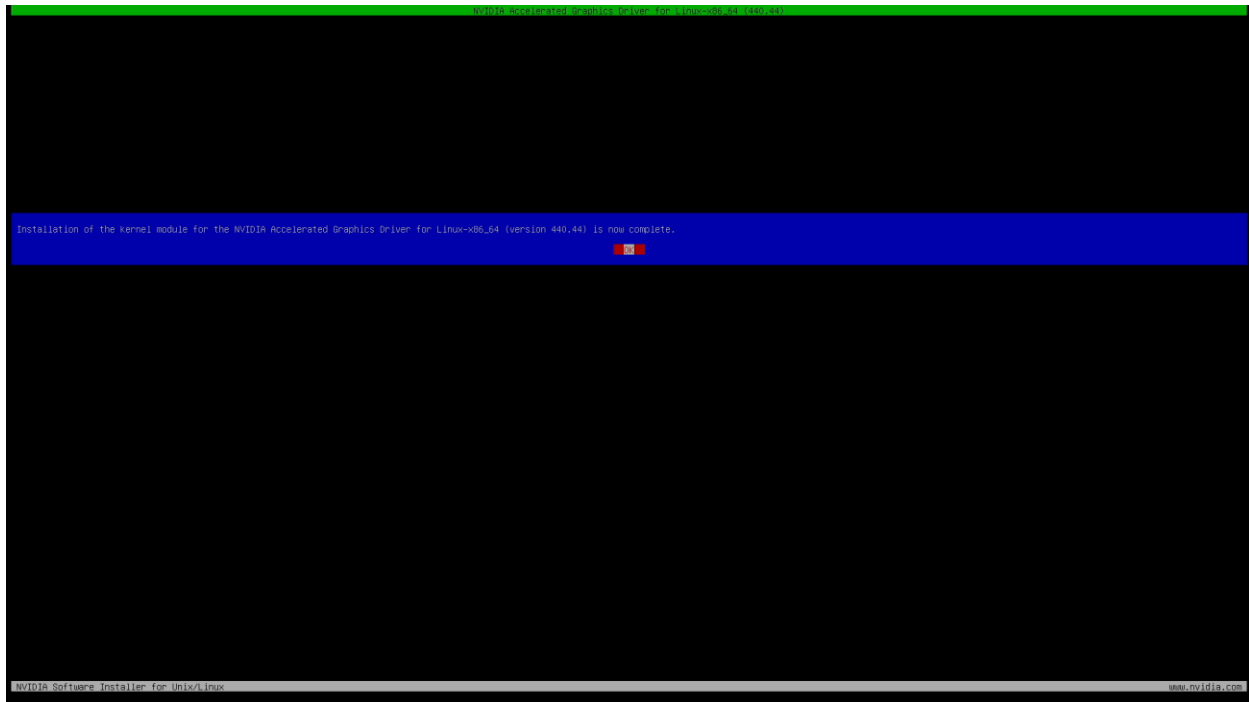 NVIDIA Accelerated Graphics Driver for Linux-x86_64 (440.44)
Installation of the kernel module for the NVIDIA Accelerated Graphics Driver for Linux-x86_64 (version 440.44) is now complete.
OK
NVIDIA Software Installer for Unix/Linux www.nvidia.com